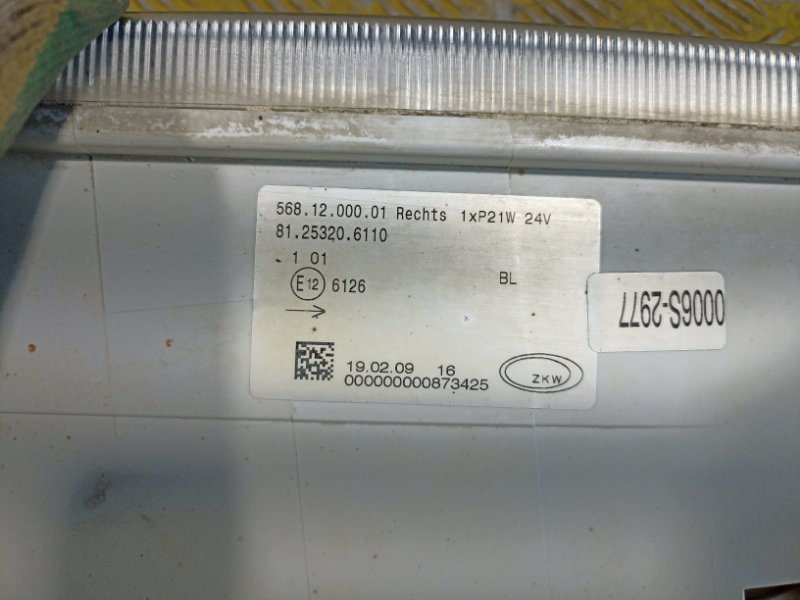 568.12.000.01 Rechts 1xP21W 24V
81.25320.6110
1 01
E12 6126
BL
19.02.09 16
000000000873425
ZKW
0006S-2977